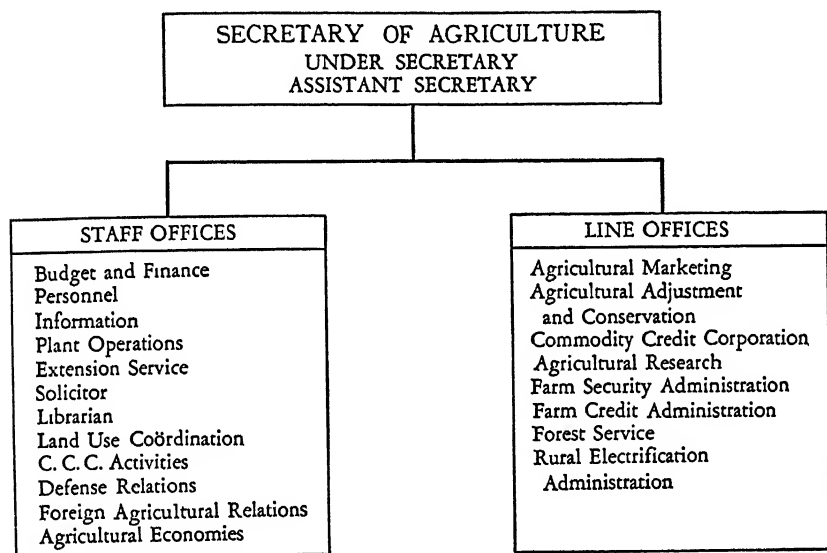 SECRETARY OF AGRICULTURE
UNDER SECRETARY
ASSISTANT SECRETARY
STAFF OFFICES
Budget and Finance
Personnel
Information
Plant Operations
Extension Service
Solicitor
Librarian
Land Use Coördination
C. C. C. Activities
Defense Relations
Foreign Agricultural Relations
Agricultural Economies
LINE OFFICES
Agricultural Marketing
Agricultural Adjustment
and Conservation
Commodity Credit Corporation
Agricultural Research
Farm Security Administration
Farm Credit Administration
Forest Service
Rural Electrification
Administration